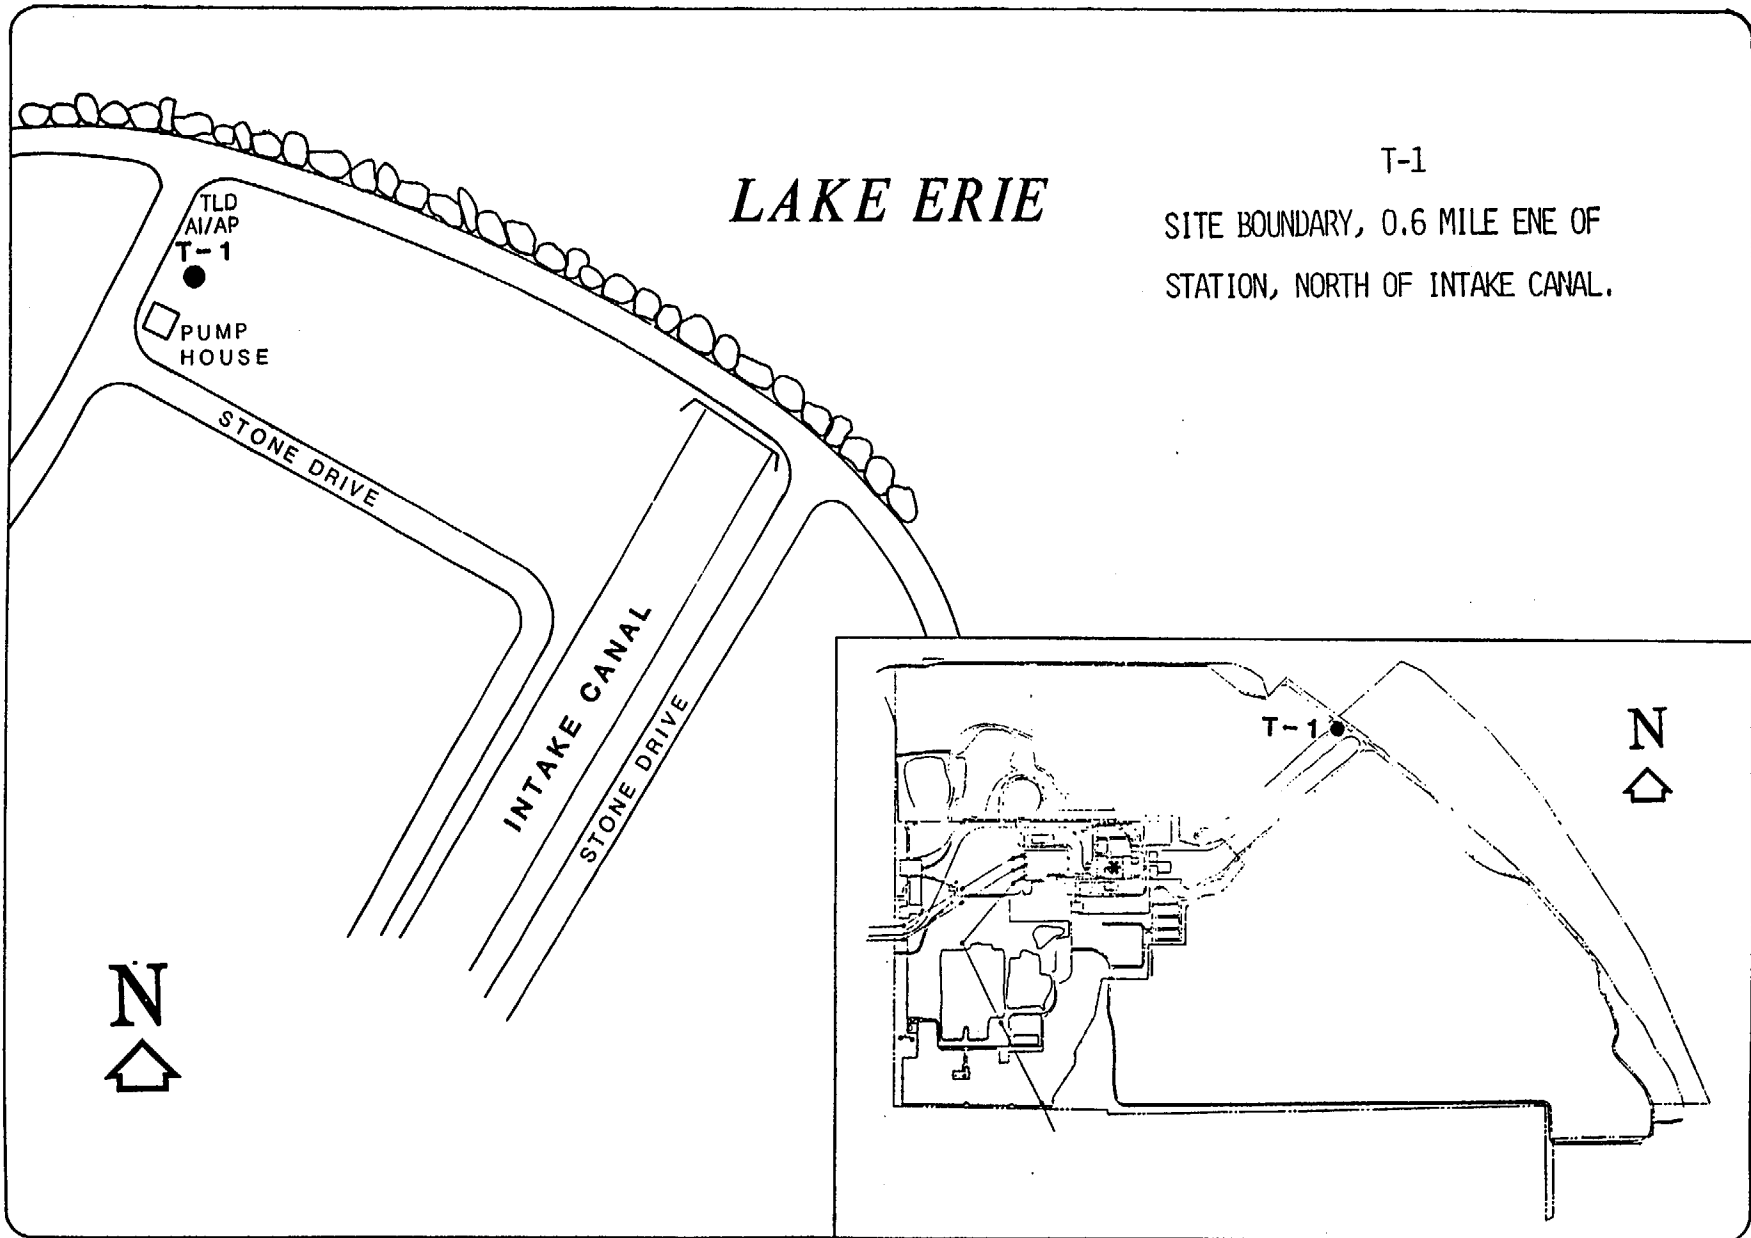 LAKE ERIE
T-1
SITE BOUNDARY, 0.6 MILE ENE OF
STATION, NORTH OF INTAKE CANAL.
TLD
AI/AP
T-1
PUMP
HOUSE
STONE DRIVE
INTAKE CANAL
STONE DRIVE
N
T-1
N